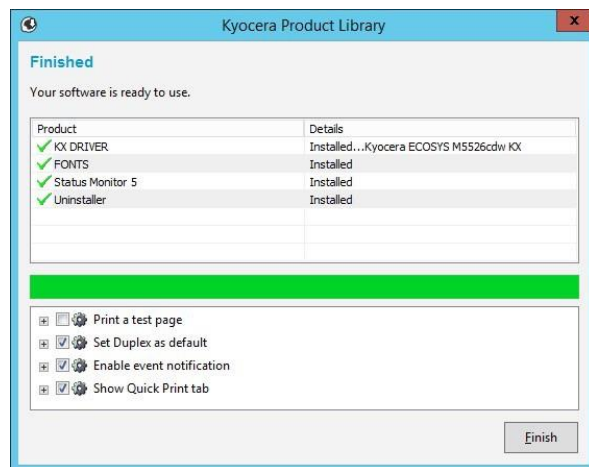 Kyocera Product Library
x
Finished
Your software is ready to use.
Product Details
KX DRIVER Installed...Kyocera ECOSYS M5526cdw KX
FONTS Installed
Status Monitor 5 Installed
Uninstaller Installed
Print a test page
Set Duplex as default
Enable event notification
Show Quick Print tab
Finish